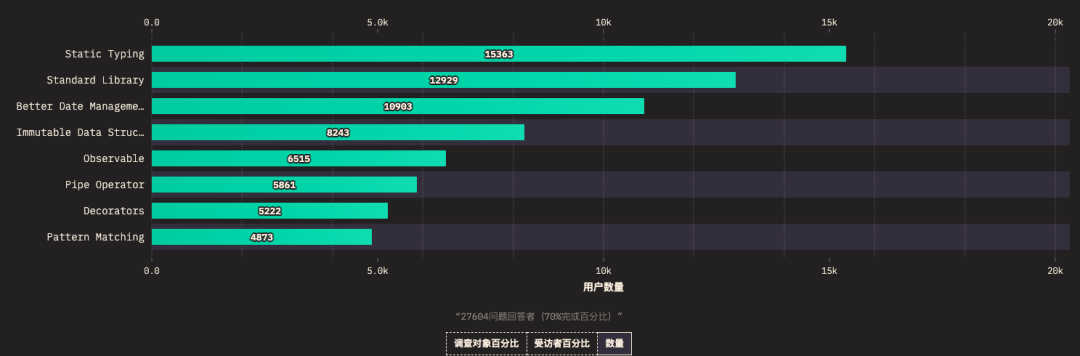 0.0 5.0k 10k 15k 20k
Static Typing 15363
Standard Library 12929
Better Date Manageme… 10903
Immutable Data Struc… 8243
Observable 6515
Pipe Operator 5861
Decorators 5222
Pattern Matching 4873
0.0 5.0k 10k 15k 20k
用户数量
“27604问题回答者 (70%完成百分比) ”
调查对象百分比 受访者百分比 数量